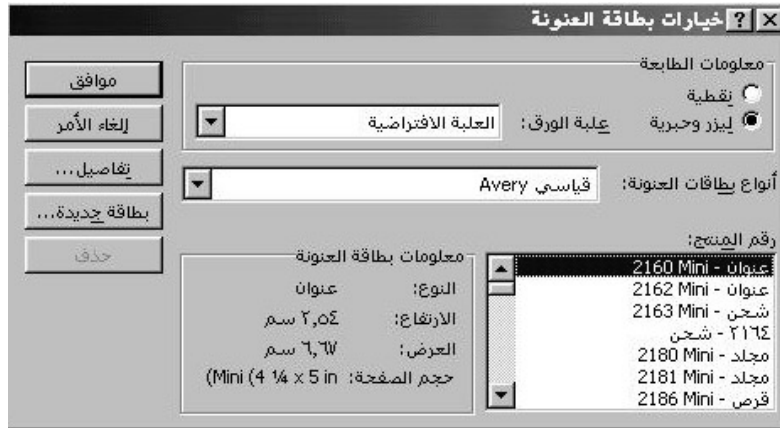 خيارات بطاقة العنونة
معلومات الطابعة
نقطية
ليزر وحبرية
علبة الورق: العلبة الافتراضية
أنواع بطاقات العنونة: قياسي Avery
رقم المنتج:
عنوان - 2160 Mini
عنوان - 2162 Mini
شحن - 2163 Mini
٢١٦٤ - شحن
مجلد - 2180 Mini
مجلد - 2181 Mini
قرص - 2186 Mini
معلومات بطاقة العنونة
النوع: عنوان
الارتفاع: ٢,٥٤ سم
العرض: ٦,٦٧ سم
حجم الصفحة: Mini (4 ¼ x 5 in)
موافق
إلغاء الأمر
تفاصيل...
بطاقة جديدة...
حذف